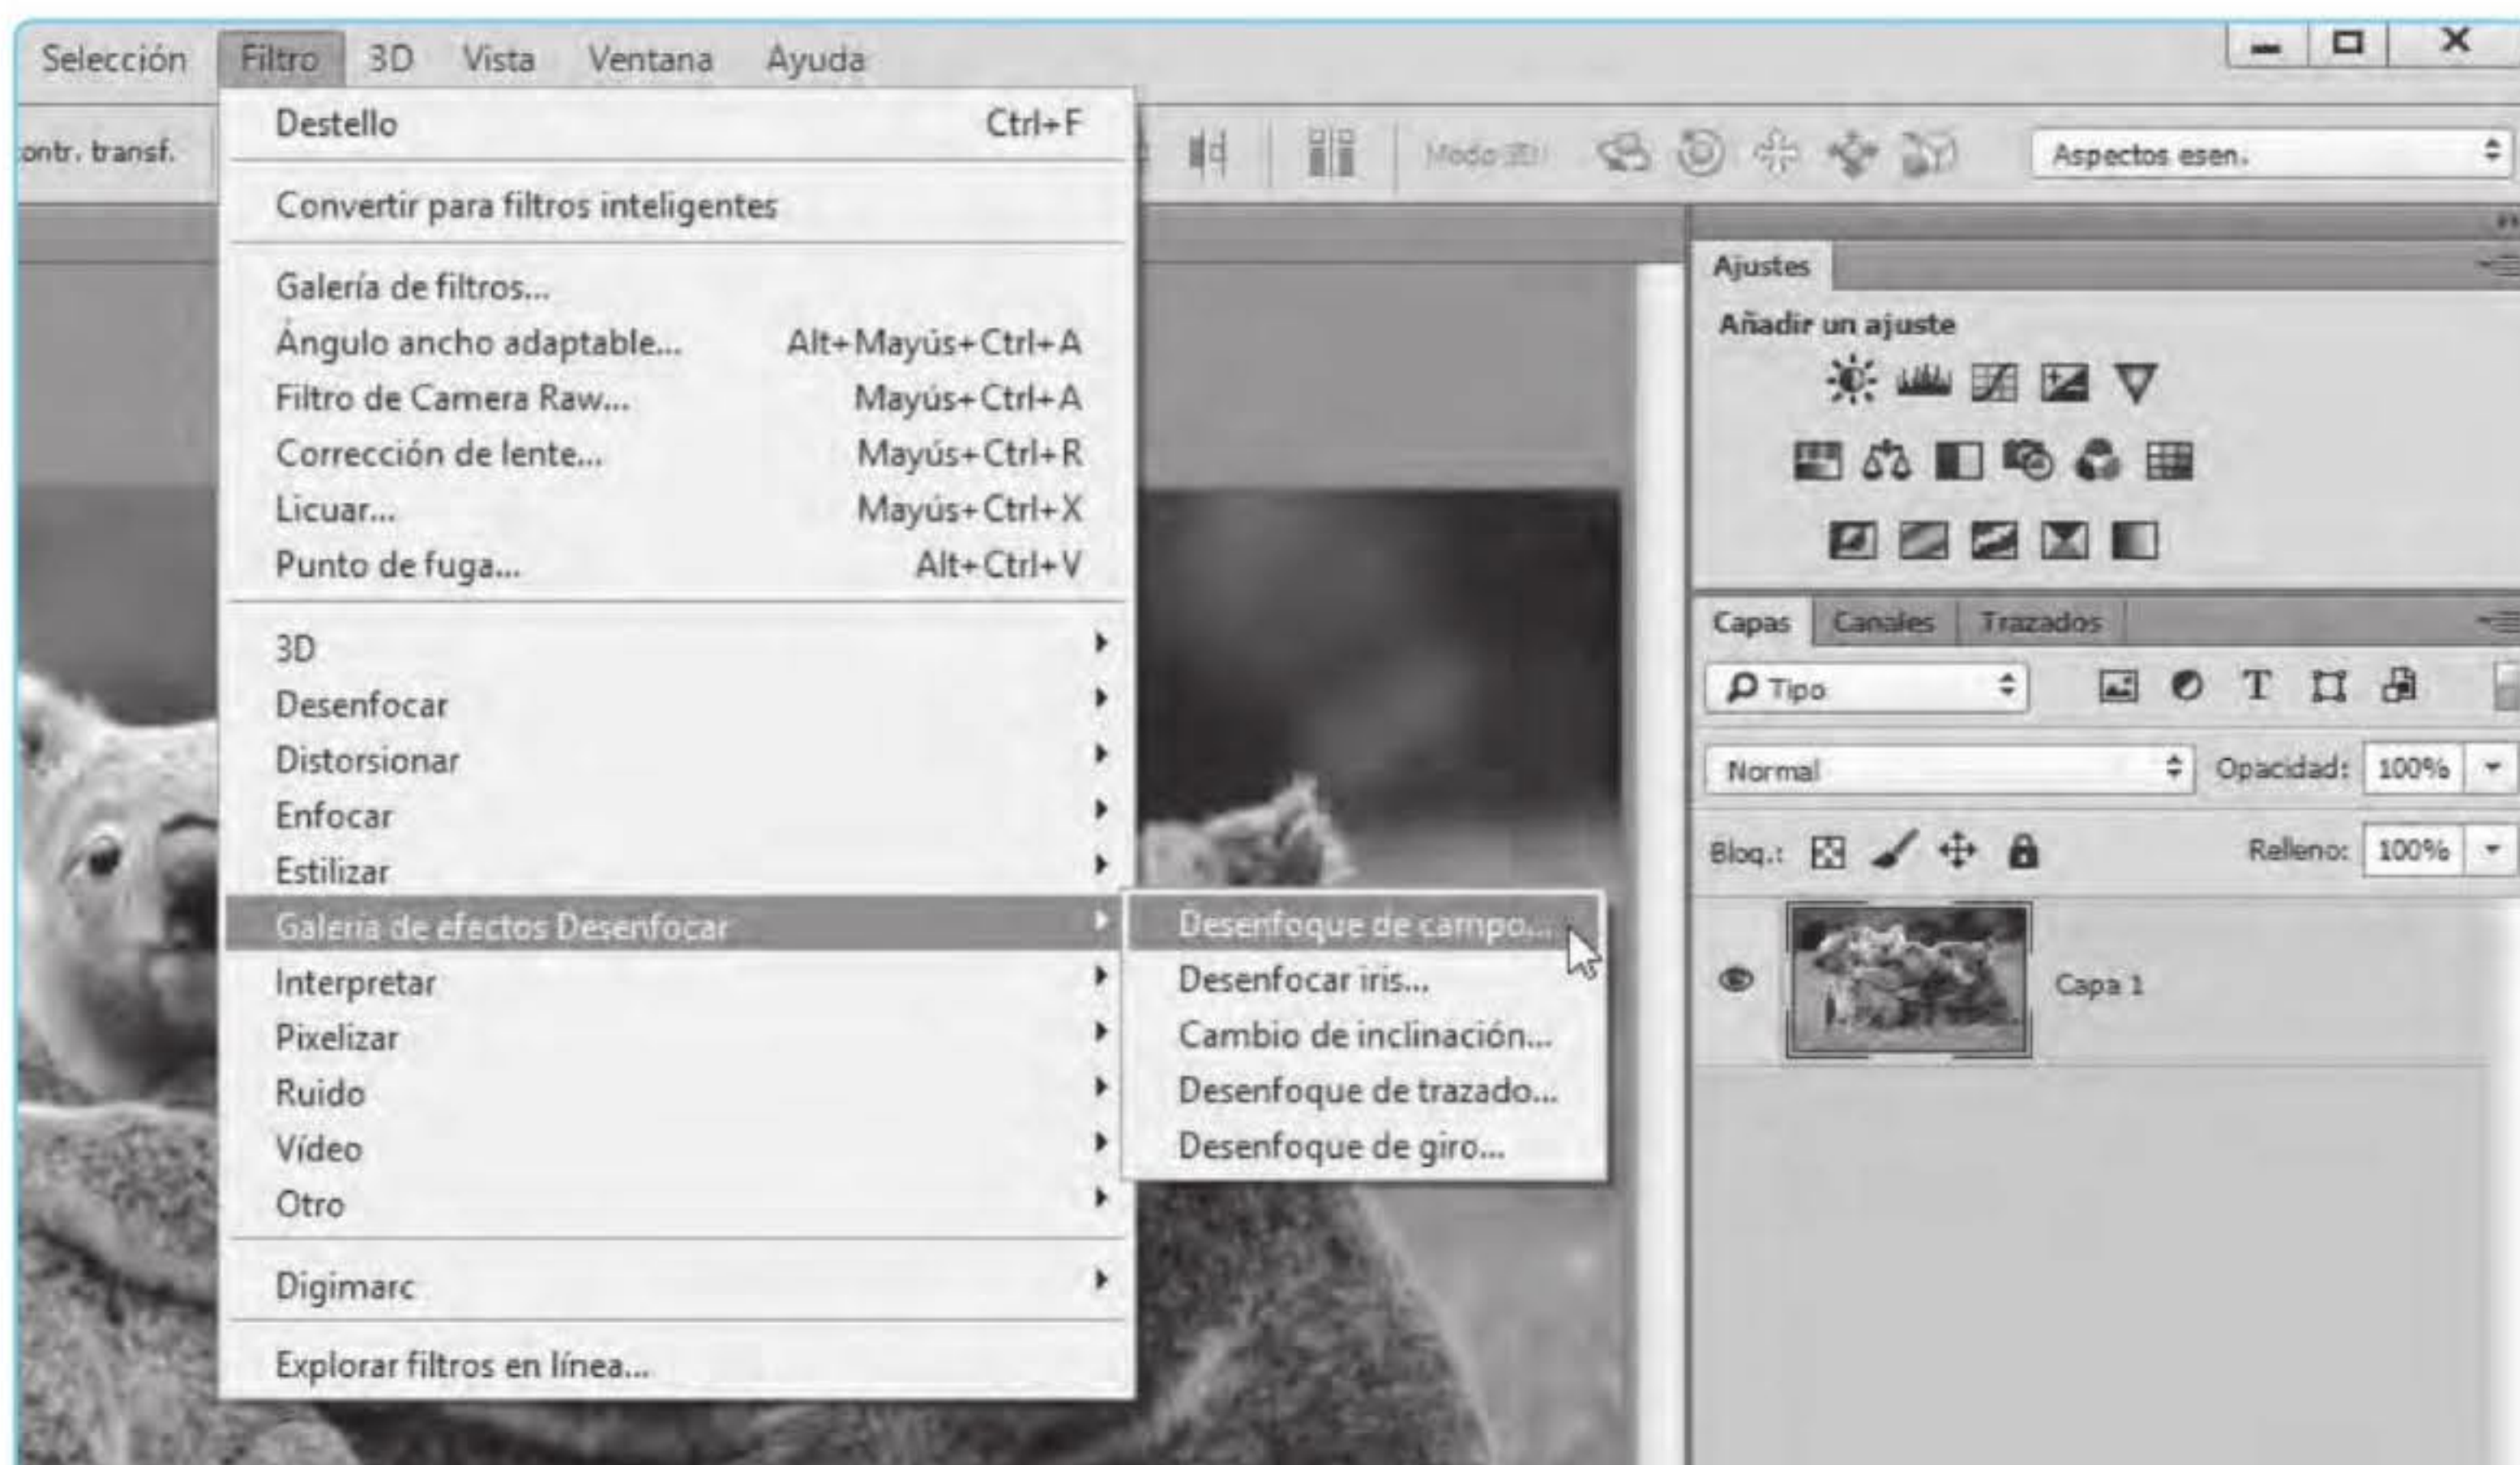 Selección Filtro 3D Vista Ventana Ayuda
ontr. transf.
Modo 3D:
Aspectos esen.
Destello Ctrl+F
Convertir para filtros inteligentes
Galería de filtros...
Ángulo ancho adaptable... Alt+Mayús+Ctrl+A
Filtro de Camera Raw... Mayús+Ctrl+A
Corrección de lente... Mayús+Ctrl+R
Licuar... Mayús+Ctrl+X
Punto de fuga... Alt+Ctrl+V
3D
Desenfocar
Distorsionar
Enfocar
Estilizar
Galería de efectos Desenfocar
Interpretar
Pixelizar
Ruido
Vídeo
Otro
Digimarc
Explorar filtros en línea...
Desenfoque de campo...
Desenfocar iris...
Cambio de inclinación...
Desenfoque de trazado...
Desenfoque de giro...
Ajustes
Añadir un ajuste
Capas Canales Trazados
Tipo T
Normal Opacidad: 100%
Bloq.: Relleno: 100%
Capa 1